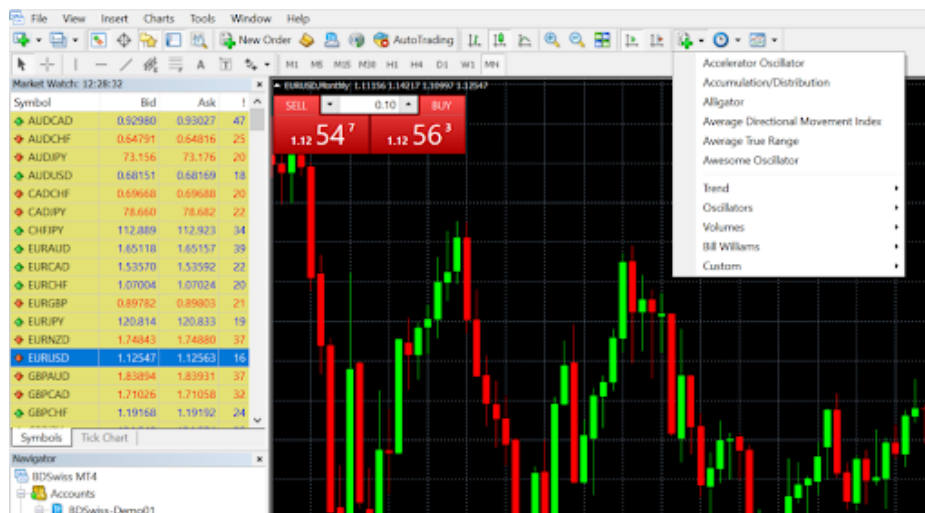 File View Insert Charts Tools Window Help
New Order AutoTrading
A T M1 M5 M15 M30 H1 H4 D1 W1 MN
Market Watch: 12:28:32
Symbol Bid Ask !
AUDCAD 0.92980 0.93027 47
AUDCHF 0.64791 0.64816 25
AUDJPY 73.156 73.176 20
AUDUSD 0.68151 0.68169 18
CADCHF 0.69668 0.69688 20
CADJPY 78.660 78.682 22
CHFJPY 112.889 112.923 34
EURAUD 1.65118 1.65157 39
EURCAD 1.53570 1.53592 22
EURCHF 1.07004 1.07024 20
EURGBP 0.89782 0.89803 21
EURJPY 120.814 120.833 19
EURNZD 1.74843 1.74880 37
EURUSD 1.12547 1.12563 16
GBPAUD 1.83894 1.83931 37
GBPCAD 1.71026 1.71058 32
GBPCHF 1.19168 1.19192 24
Symbols Tick Chart
Navigator
BDSwiss MT4
Accounts
BDSwiss-Demo01
EURUSD,Monthly 1.11156 1.14217 1.10997 1.12547
SELL 0.10 BUY
1.12 54 7 1.12 56 3
Accelerator Oscillator
Accumulation/Distribution
Alligator
Average Directional Movement Index
Average True Range
Awesome Oscillator
Trend
Oscillators
Volumes
Bill Williams
Custom